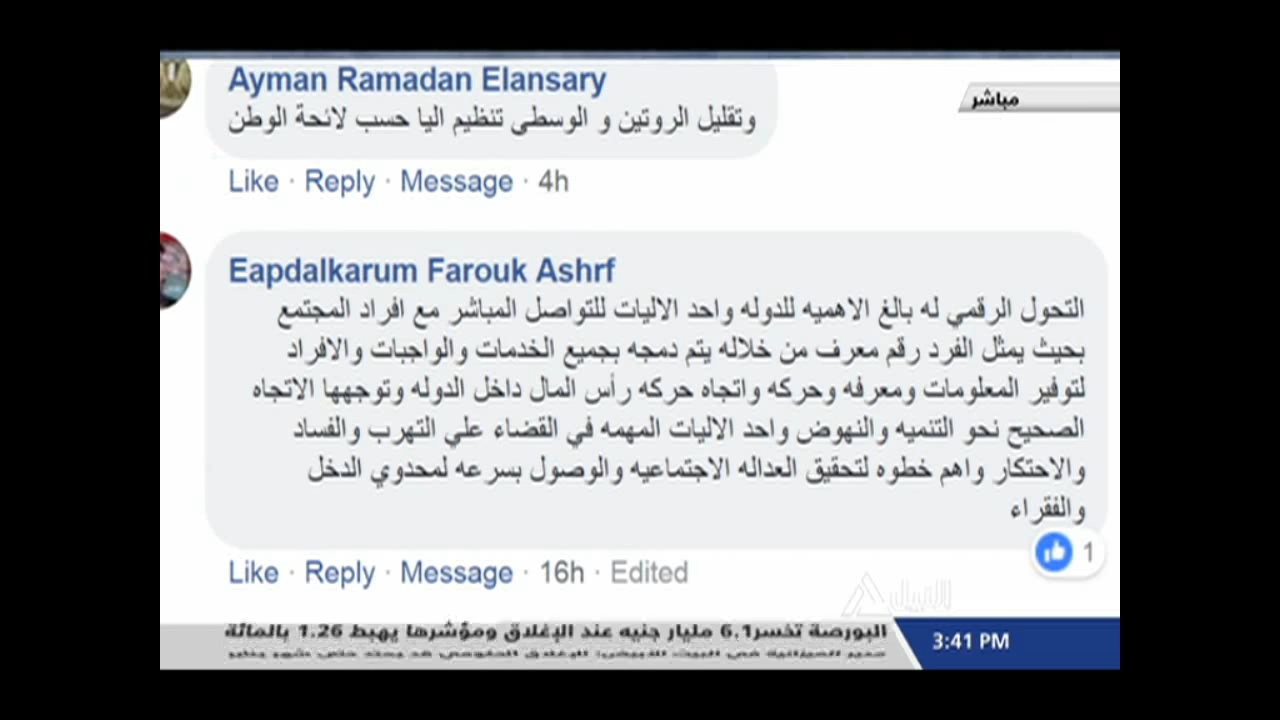 Ayman Ramadan Elansary
مباشر
وتقليل الروتين و الوسطى تنظيم اليا حسب لائحة الوطن
Like · Reply · Message · 4h
Eapdalkarum Farouk Ashrf
التحول الرقمي له بالغ الاهميه للدوله واحد الاليات للتواصل المباشر مع افراد المجتمع
بحيث يمثل الفرد رقم معرف من خلاله يتم دمجه بجميع الخدمات والواجبات والافراد
لتوفير المعلومات ومعرفه وحركه واتجاه حركه رأس المال داخل الدوله وتوجهها الاتجاه
الصحيح نحو التنميه والنهوض واحد الاليات المهمه في القضاء علي التهرب والفساد
والاحتكار واهم خطوه لتحقيق العداله الاجتماعيه والوصول بسرعه لمحدوي الدخل
والفقراء
1
Like · Reply · Message · 16h · Edited
النيل
البورصة تخسر6.1 مليار جنيه عند الإغلاق ومؤشرها يهبط 1.26 بالمائة
3:41 PM